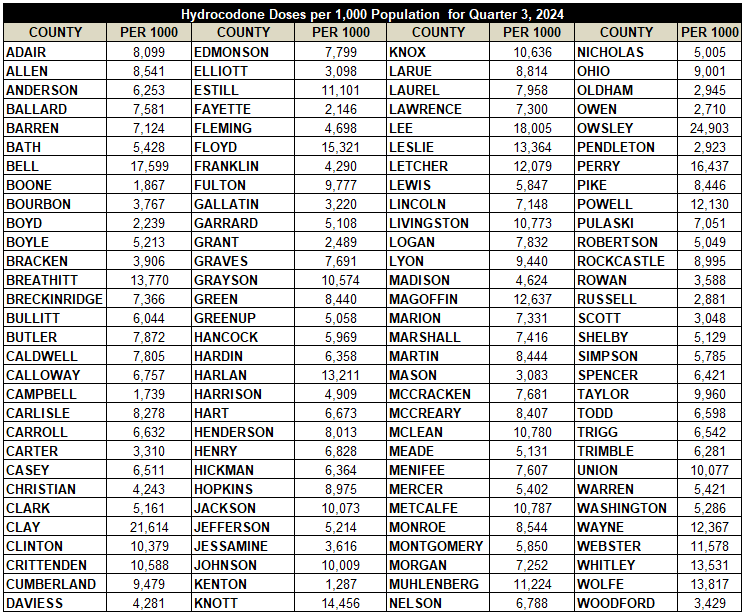 Hydrocodone Doses per 1,000 Population for Quarter 3, 2024
COUNTY PER 1000 COUNTY PER 1000 COUNTY PER 1000 COUNTY PER 1000
ADAIR 8,099 EDMONSON 7,799 KNOX 10,636 NICHOLAS 5,005
ALLEN 8,541 ELLIOTT 3,098 LARUE 8,814 OHIO 9,001
ANDERSON 6,253 ESTILL 11,101 LAUREL 7,958 OLDHAM 2,945
BALLARD 7,581 FAYETTE 2,146 LAWRENCE 7,300 OWEN 2,710
BARREN 7,124 FLEMING 4,698 LEE 18,005 OWSLEY 24,903
BATH 5,428 FLOYD 15,321 LESLIE 13,364 PENDLETON 2,923
BELL 17,599 FRANKLIN 4,290 LETCHER 12,079 PERRY 16,437
BOONE 1,867 FULTON 9,777 LEWIS 5,847 PIKE 8,446
BOURBON 3,767 GALLATIN 3,220 LINCOLN 7,148 POWELL 12,130
BOYD 2,239 GARRARD 5,108 LIVINGSTON 10,773 PULASKI 7,051
BOYLE 5,213 GRANT 2,489 LOGAN 7,832 ROBERTSON 5,049
BRACKEN 3,906 GRAVES 7,691 LYON 9,440 ROCKCASTLE 8,995
BREATHITT 13,770 GRAYSON 10,574 MADISON 4,624 ROWAN 3,588
BRECKINRIDGE 7,366 GREEN 8,440 MAGOFFIN 12,637 RUSSELL 2,881
BULLITT 6,044 GREENUP 5,058 MARION 7,331 SCOTT 3,048
BUTLER 7,872 HANCOCK 5,969 MARSHALL 7,416 SHELBY 5,129
CALDWELL 7,805 HARDIN 6,358 MARTIN 8,444 SIMPSON 5,785
CALLOWAY 6,757 HARLAN 13,211 MASON 3,083 SPENCER 6,421
CAMPBELL 1,739 HARRISON 4,909 MCCRACKEN 7,681 TAYLOR 9,960
CARLISLE 8,278 HART 6,673 MCCREARY 8,407 TODD 6,598
CARROLL 6,632 HENDERSON 8,013 MCLEAN 10,780 TRIGG 6,542
CARTER 3,310 HENRY 6,828 MEADE 5,131 TRIMBLE 6,281
CASEY 6,511 HICKMAN 6,364 MENIFEE 7,607 UNION 10,077
CHRISTIAN 4,243 HOPKINS 8,975 MERCER 5,402 WARREN 5,421
CLARK 5,161 JACKSON 10,073 METCALFE 10,787 WASHINGTON 5,286
CLAY 21,614 JEFFERSON 5,214 MONROE 8,544 WAYNE 12,367
CLINTON 10,379 JESSAMINE 3,616 MONTGOMERY 5,850 WEBSTER 11,578
CRITTENDEN 10,588 JOHNSON 10,009 MORGAN 7,252 WHITLEY 13,531
CUMBERLAND 9,479 KENTON 1,287 MUHLENBERG 11,224 WOLFE 13,817
DAVIESS 4,281 KNOTT 14,456 NELSON 6,788 WOODFORD 3,429